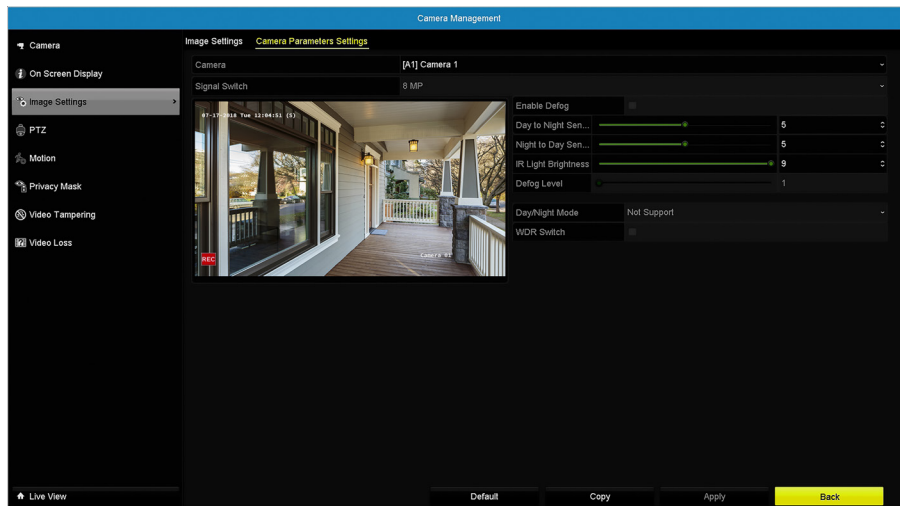 Camera Management
Camera
On Screen Display
Image Settings
PTZ
Motion
Privacy Mask
Video Tampering
Video Loss
Live View
Image Settings Camera Parameters Settings
Camera [A1] Camera 1
Signal Switch 8 MP
07-17-2018 Tue 12:04:51 (S)
REC
Camera 01
Enable Defog
Day to Night Sen... 5
Night to Day Sen... 5
IR Light Brightness 9
Defog Level 1
Day/Night Mode Not Support
WDR Switch
Default Copy Apply Back